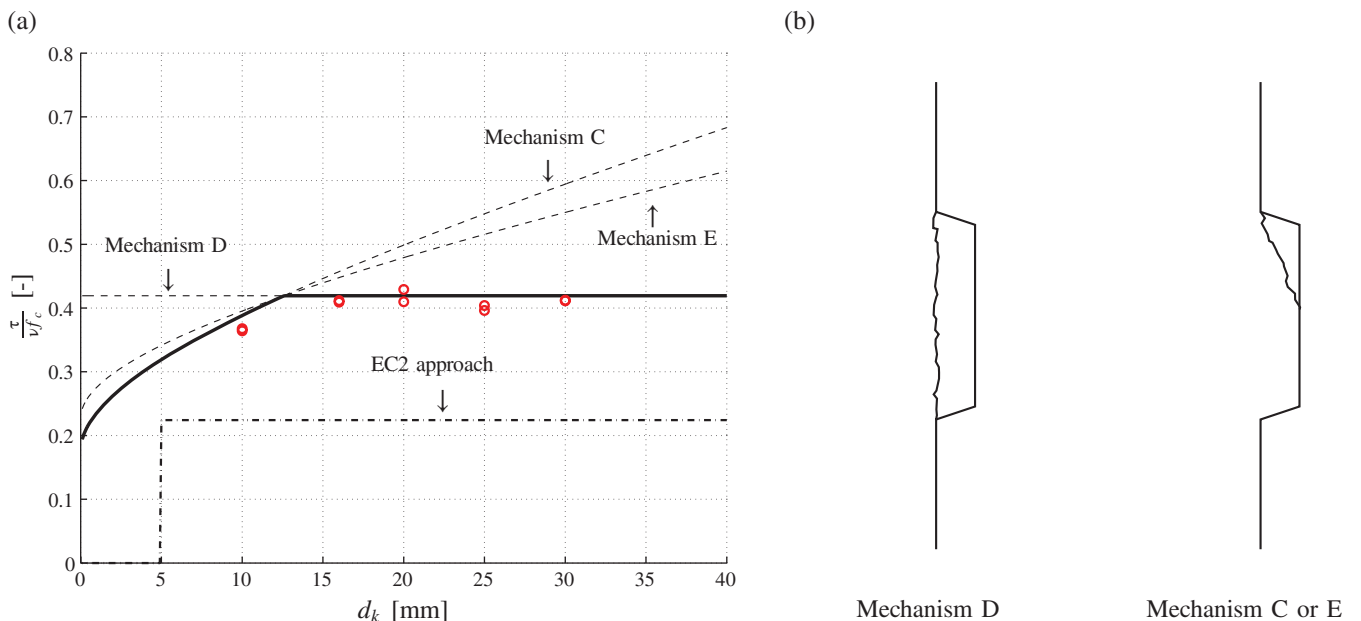 (a)
(b)
0.8
0.7
0.6
0.5
0.4
0.3
0.2
0.1
0
τ/νf_c [-]
Mechanism C
Mechanism E
Mechanism D
EC2 approach
0 5 10 15 20 25 30 35 40
d_k [mm]
Mechanism D
Mechanism C or E